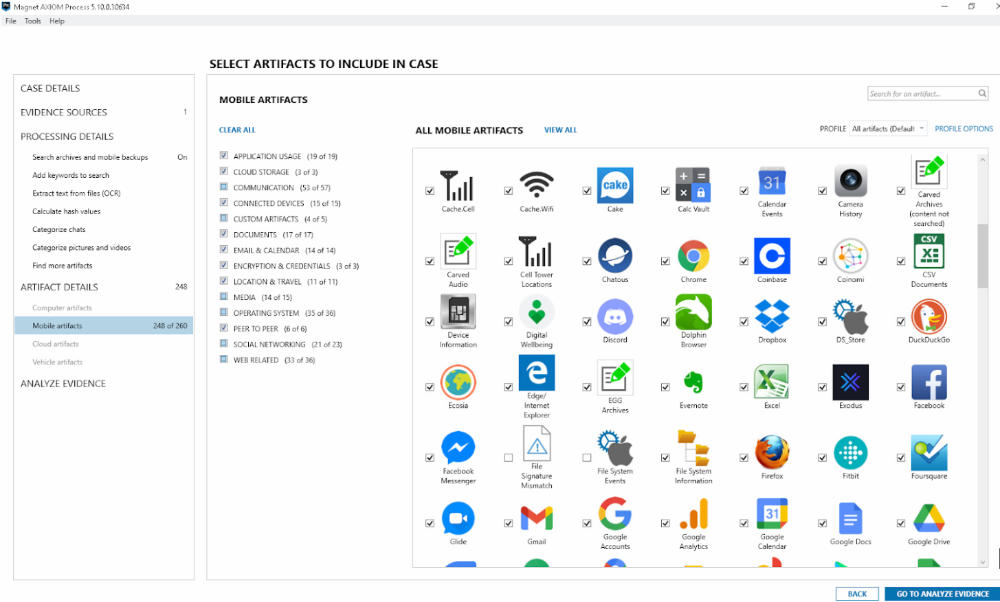 Magnet AXIOM Process 5.10.0.30634
File Tools Help
SELECT ARTIFACTS TO INCLUDE IN CASE
CASE DETAILS
EVIDENCE SOURCES 1
PROCESSING DETAILS
Search archives and mobile backups On
Add keywords to search
Extract text from files (OCR)
Calculate hash values
Categorize chats
Categorize pictures and videos
Find more artifacts
ARTIFACT DETAILS 248
Computer artifacts
Mobile artifacts 248 of 260
Cloud artifacts
Vehicle artifacts
ANALYZE EVIDENCE
MOBILE ARTIFACTS
Search for an artifact...
CLEAR ALL
APPLICATION USAGE (19 of 19)
CLOUD STORAGE (3 of 3)
COMMUNICATION (53 of 57)
CONNECTED DEVICES (15 of 15)
CUSTOM ARTIFACTS (4 of 5)
DOCUMENTS (17 of 17)
EMAIL & CALENDAR (14 of 14)
ENCRYPTION & CREDENTIALS (3 of 3)
LOCATION & TRAVEL (11 of 11)
MEDIA (14 of 15)
OPERATING SYSTEM (35 of 36)
PEER TO PEER (6 of 6)
SOCIAL NETWORKING (21 of 23)
WEB RELATED (33 of 36)
ALL MOBILE ARTIFACTS VIEW ALL
PROFILE All artifacts (Default PROFILE OPTIONS
Cache.Cell
Cache.Wifi
cake
Cake
Calc Vault
31
Calendar
Events
Camera
History
Carved
Archives
(content not
searched)
Carved
Audio
Cell Tower
Locations
Chatous
Chrome
Coinbase
Coinomi
CSV
CSV
Documents
Device
Information
Digital
Wellbeing
Discord
Dolphin
Browser
Dropbox
DS_Store
DuckDuckGo
Ecosia
Edge/
Internet
Explorer
EGG
Archives
Evernote
Excel
Exodus
Facebook
Facebook
Messenger
File
Signature
Mismatch
File System
Events
File System
Information
Firefox
Fitbit
Foursquare
Glide
Gmail
Google
Accounts
Google
Analytics
31
Google
Calendar
Google Docs
Google Drive
BACK
GO TO ANALYZE EVIDENCE